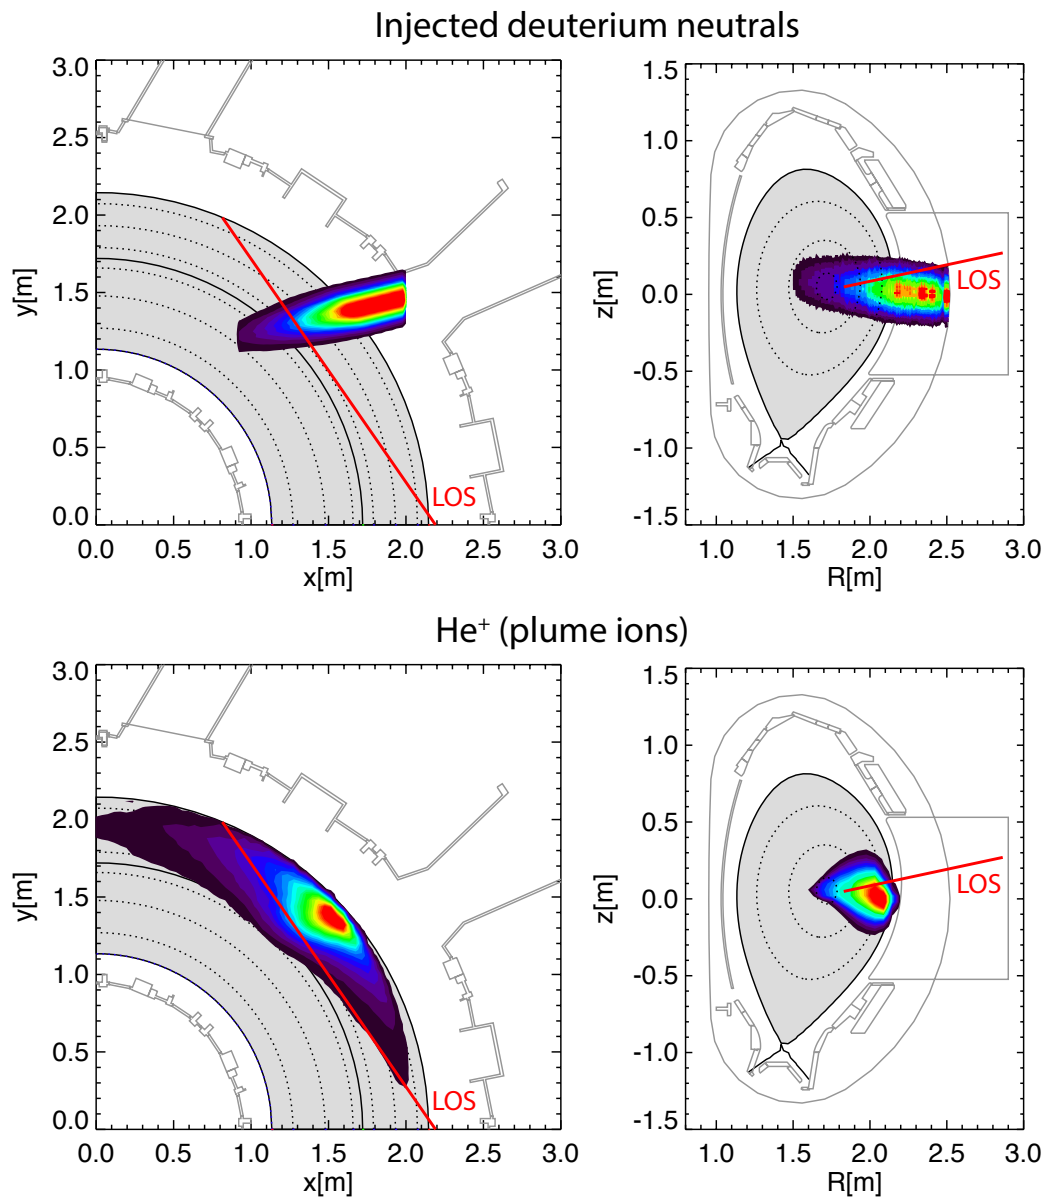 Injected deuterium neutrals
3.0
2.5
2.0
1.5
1.0
0.5
0.0
y[m]
0.0 0.5 1.0 1.5 2.0 2.5 3.0
x[m]
LOS
1.5
1.0
0.5
0.0
-0.5
-1.0
-1.5
z[m]
1.0 1.5 2.0 2.5 3.0
R[m]
LOS
He⁺ (plume ions)
3.0
2.5
2.0
1.5
1.0
0.5
0.0
y[m]
0.0 0.5 1.0 1.5 2.0 2.5 3.0
x[m]
LOS
1.5
1.0
0.5
0.0
-0.5
-1.0
-1.5
z[m]
1.0 1.5 2.0 2.5 3.0
R[m]
LOS